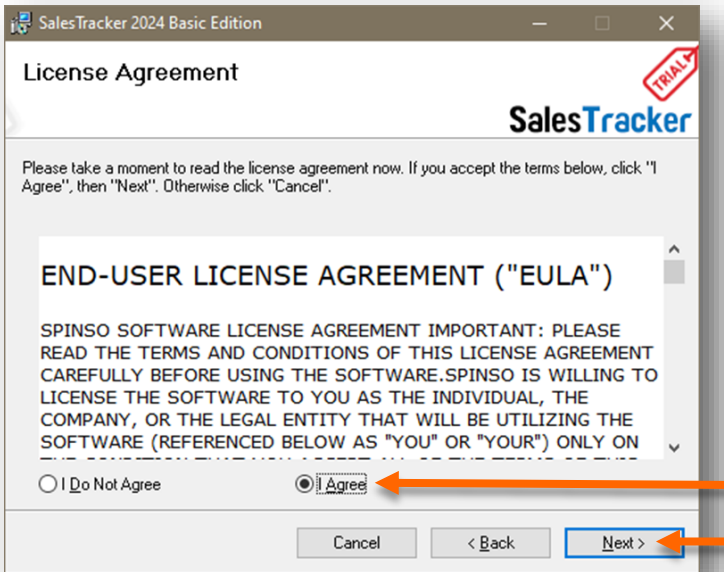 SalesTracker 2024 Basic Edition
License Agreement
TRIAL
SalesTracker
Please take a moment to read the license agreement now. If you accept the terms below, click "I
Agree", then "Next". Otherwise click "Cancel".
END-USER LICENSE AGREEMENT ("EULA")
SPINSO SOFTWARE LICENSE AGREEMENT IMPORTANT: PLEASE
READ THE TERMS AND CONDITIONS OF THIS LICENSE AGREEMENT
CAREFULLY BEFORE USING THE SOFTWARE.SPINSO IS WILLING TO
LICENSE THE SOFTWARE TO YOU AS THE INDIVIDUAL, THE
COMPANY, OR THE LEGAL ENTITY THAT WILL BE UTILIZING THE
SOFTWARE (REFERENCED BELOW AS "YOU" OR "YOUR") ONLY ON
I Do Not Agree I Agree
Cancel < Back Next >